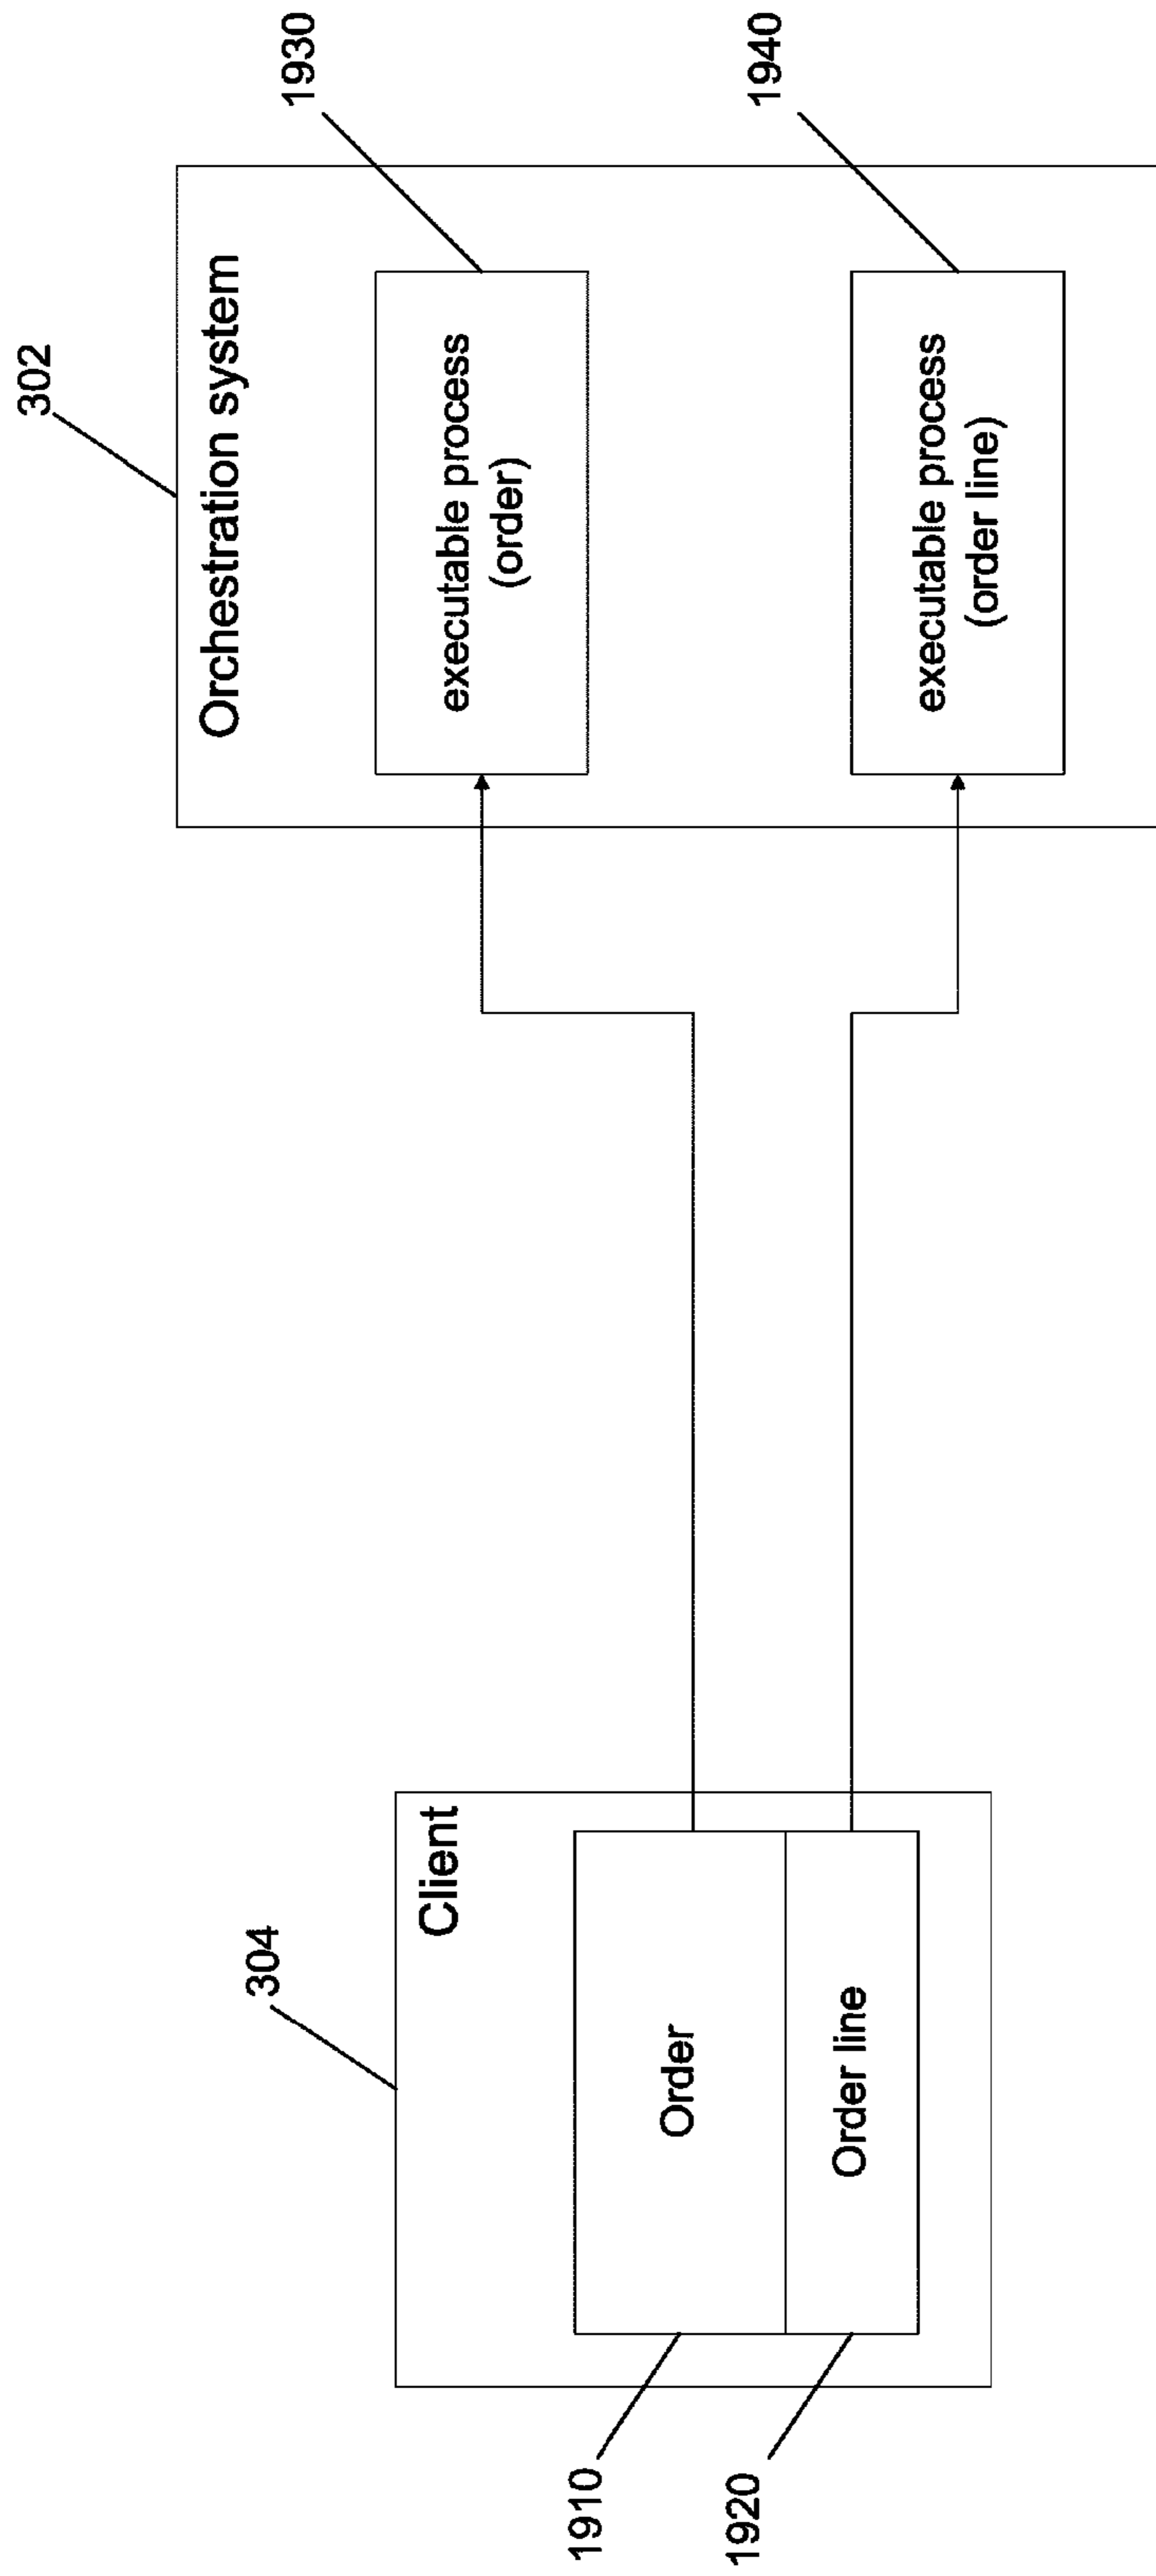 302
Orchestration system
1930
executable process
(order)
304
Client
1910
Order
1920
Order line
1940
executable process
(order line)